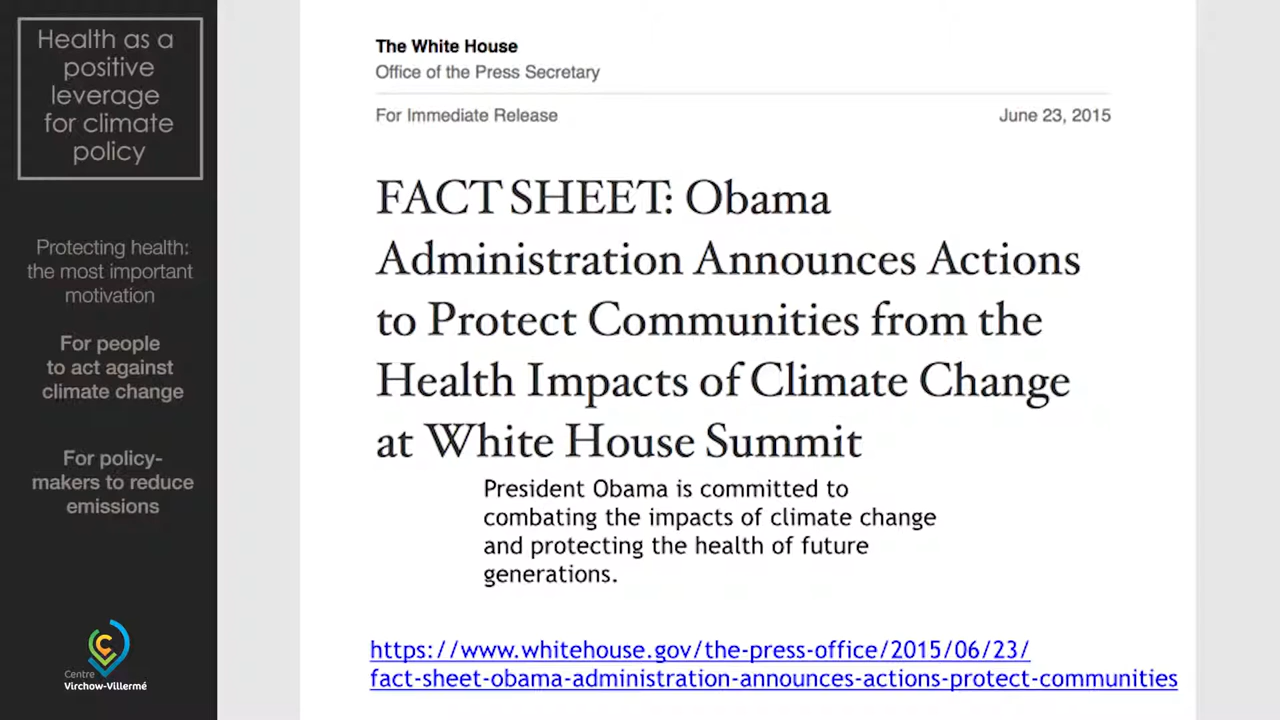 Health as a
positive
leverage
for climate
policy
Protecting health:
the most important
motivation
For people
to act against
climate change
For policy-
makers to reduce
emissions
Centre
Virchow-Villermé
The White House
Office of the Press Secretary
For Immediate Release June 23, 2015
FACT SHEET: Obama
Administration Announces Actions
to Protect Communities from the
Health Impacts of Climate Change
at White House Summit
President Obama is committed to
combating the impacts of climate change
and protecting the health of future
generations.
https://www.whitehouse.gov/the-press-office/2015/06/23/
fact-sheet-obama-administration-announces-actions-protect-communities